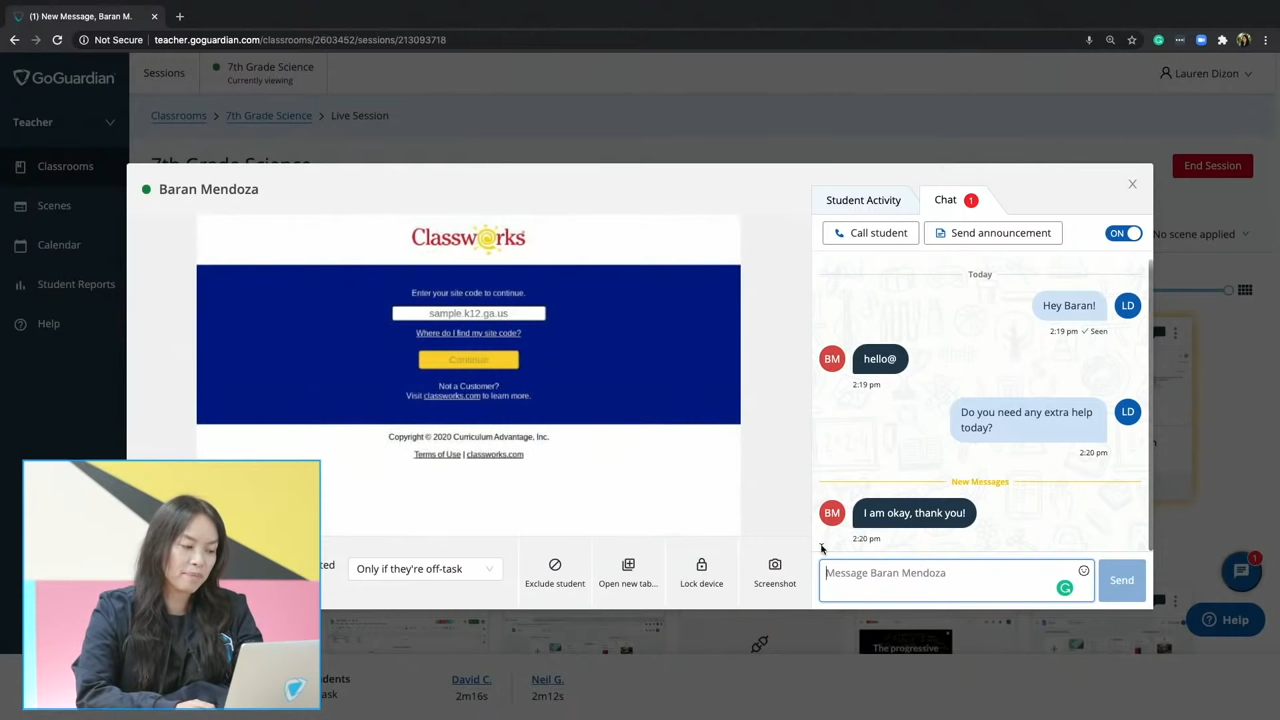 (1) New Message, Baran M.
Not Secure
teacher.goguardian.com/classrooms/2603452/sessions/213093718
GoGuardian
Sessions
7th Grade Science
Currently viewing
Lauren Dizon
Teacher
Classrooms
Scenes
Calendar
Student Reports
Help
Classrooms > 7th Grade Science > Live Session
7th Grade Science
End Session
No scene applied
Baran Mendoza
Classworks
Enter your site code to continue.
sample.k12.ga.us
Where do I find my site code?
Continue
Not a Customer?
Visit classworks.com to learn more.
Copyright © 2020 Curriculum Advantage, Inc.
Terms of Use | classworks.com
Only if they're off-task
Exclude student
Open new tab...
Lock device
Screenshot
Student Activity
Chat 1
Call student
Send announcement
ON
Today
Hey Baran!
LD
2:19 pm ✓ Seen
BM
hello@
2:19 pm
Do you need any extra help
today?
LD
2:20 pm
New Messages
BM
I am okay, thank you!
2:20 pm
Message Baran Mendoza
Send
1
Help
The progressive
David C.
2m16s
Neil G.
2m12s